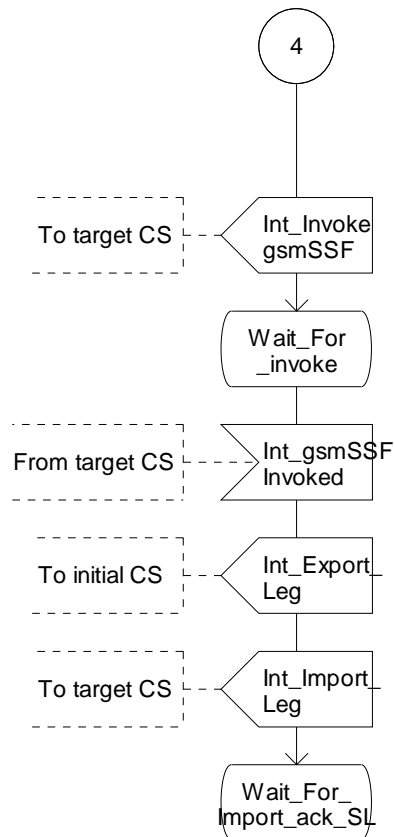 4
To target CS
Int_Invoke
gsmSSF
Wait_For
_invoke
From target CS
Int_gsmSSF
Invoked
To initial CS
Int_Export_
Leg
To target CS
Int_Import_
Leg
Wait_For_
Import_ack_SL